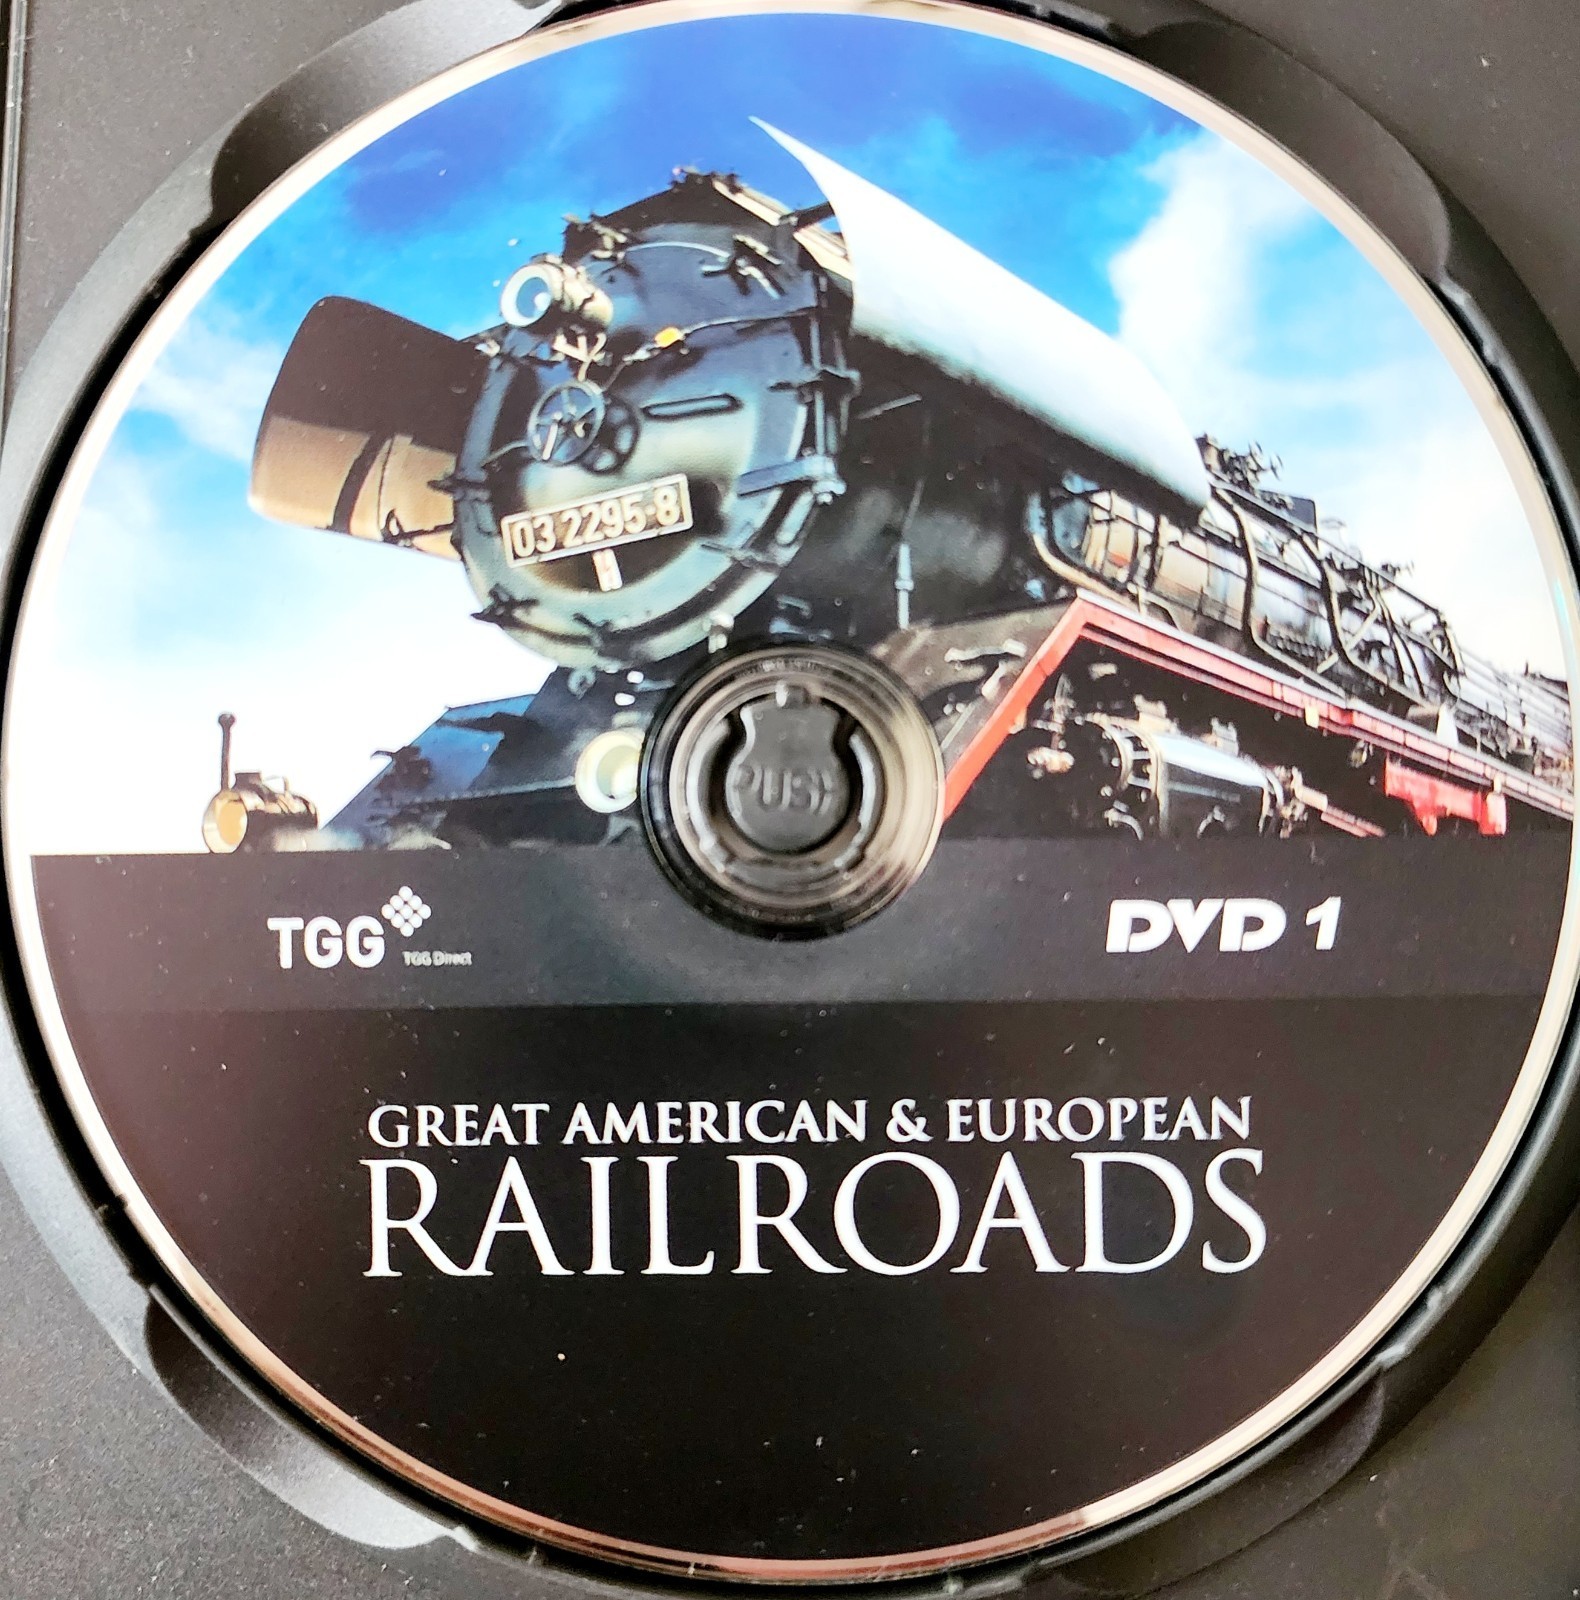 03 2295-8
PUSH
TGG
TGG Direct
DVD 1
GREAT AMERICAN & EUROPEAN
RAILROADS